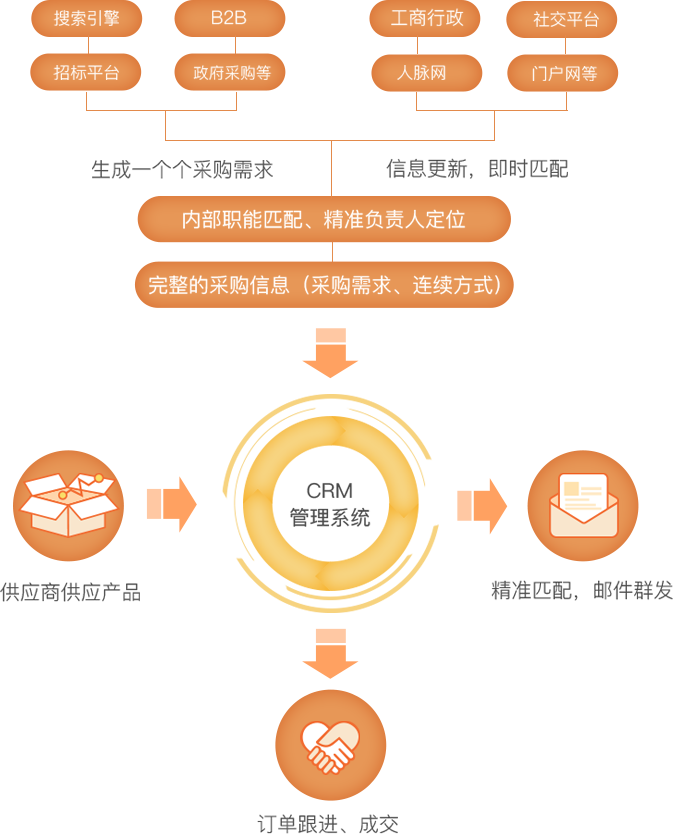 搜索引擎
B2B
工商行政
社交平台
招标平台
政府采购等
人脉网
门户网等
生成一个个采购需求
信息更新，即时匹配
内部职能匹配、精准负责人定位
完整的采购信息（采购需求、连续方式）
CRM
管理系统
供应商供应产品
精准匹配，邮件群发
订单跟进、成交